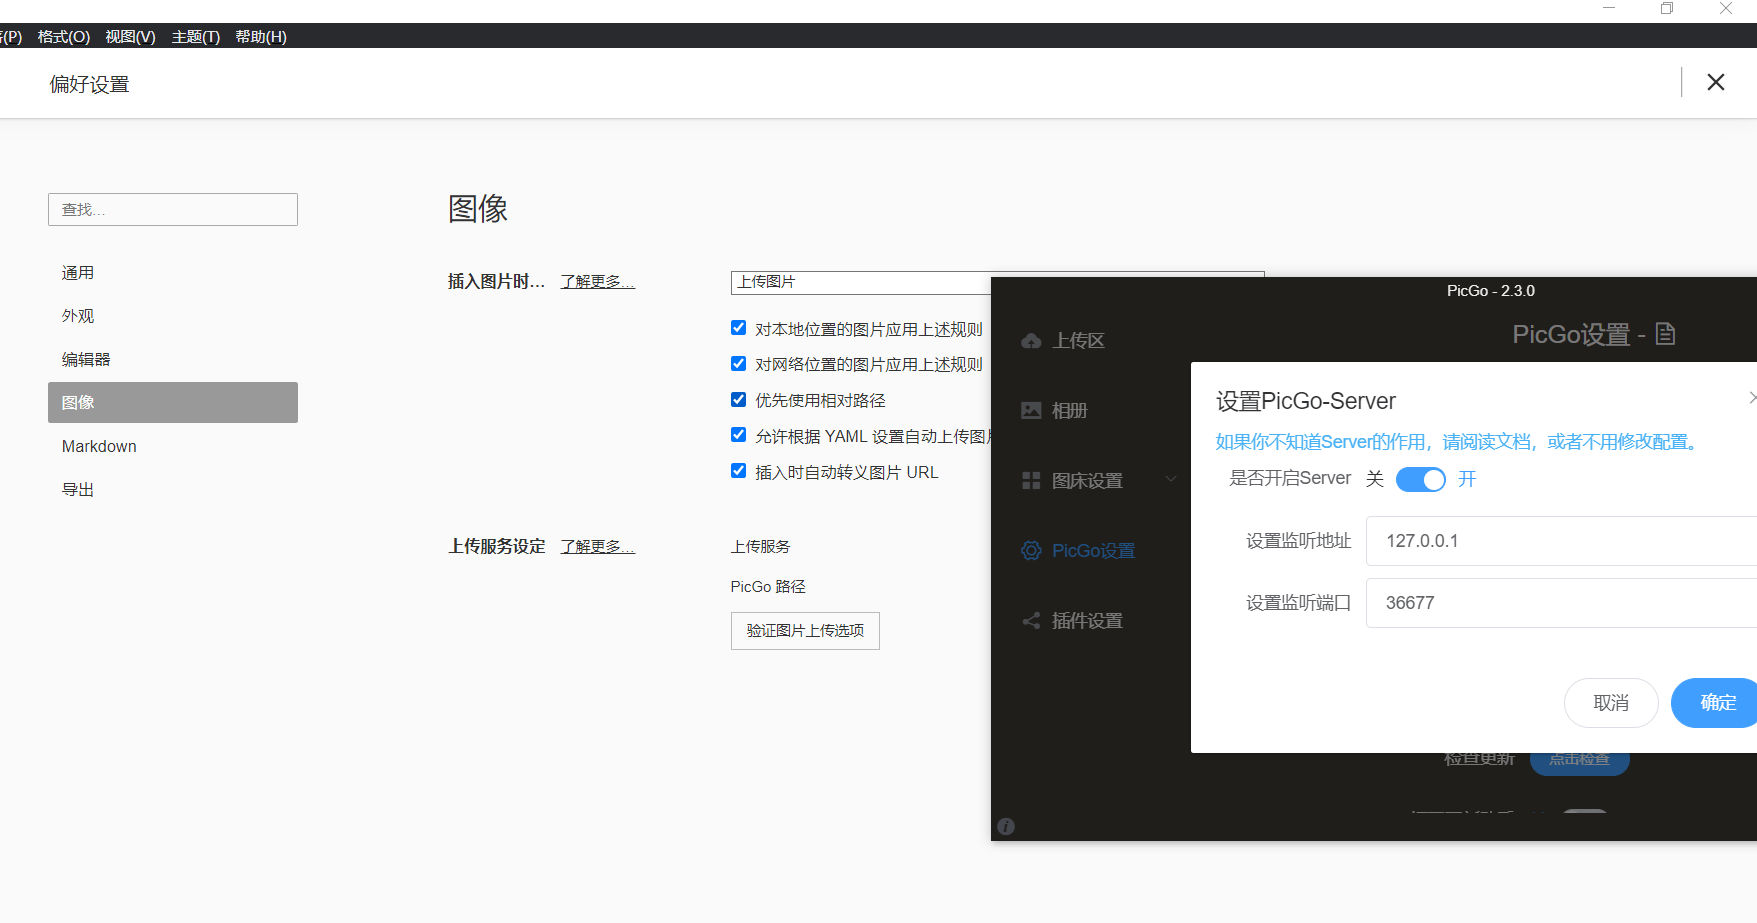 (P) 格式(O) 视图(V) 主题(T) 帮助(H)
偏好设置
查找...
通用
外观
编辑器
图像
Markdown
导出
图像
插入图片时... 了解更多...
上传图片
对本地位置的图片应用上述规则
对网络位置的图片应用上述规则
优先使用相对路径
允许根据 YAML 设置自动上传图片
插入时自动转义图片 URL
上传服务设定 了解更多...
上传服务
PicGo 路径
验证图片上传选项
PicGo - 2.3.0
上传区
相册
图床设置
PicGo设置
插件设置
PicGo设置 -
设置PicGo-Server
如果你不知道Server的作用，请阅读文档，或者不用修改配置。
是否开启Server 关 开
设置监听地址 127.0.0.1
设置监听端口 36677
取消 确定
检查更新 点击检查